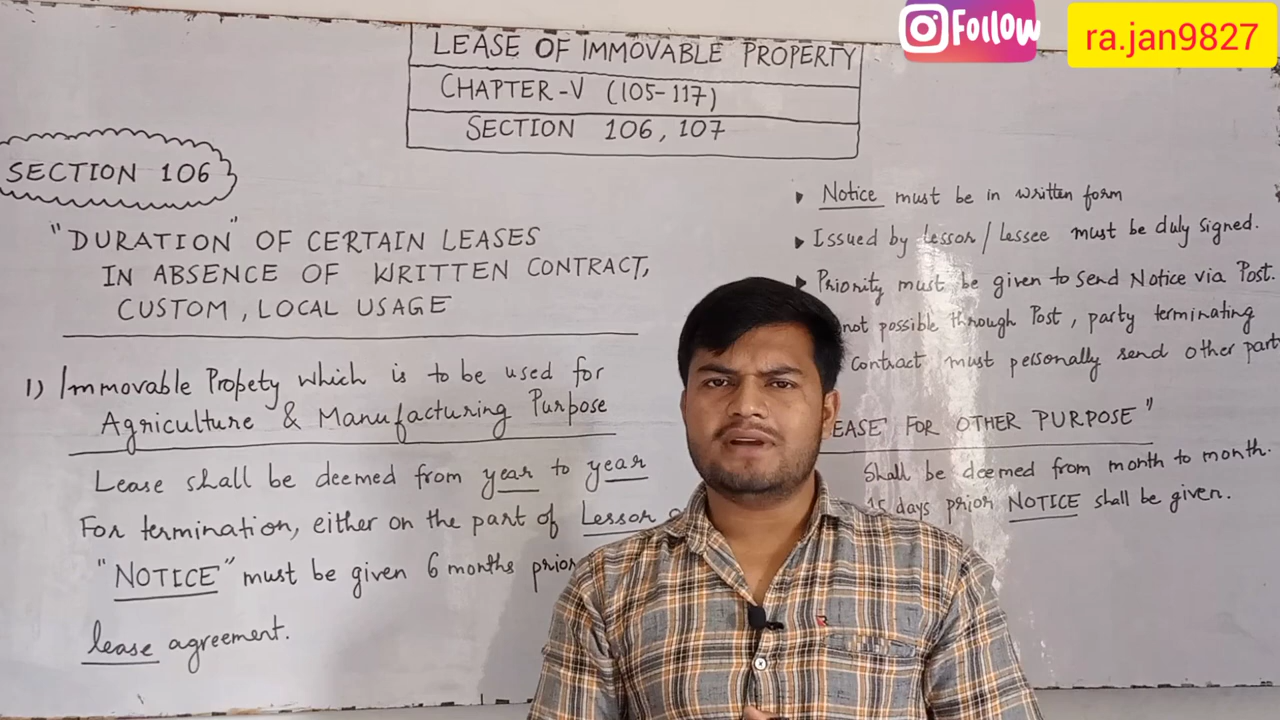 LEASE OF IMMOVABLE PROPERTY
CHAPTER-V (105-117)
SECTION 106, 107
Follow
ra.jan9827
SECTION 106
"DURATION" OF CERTAIN LEASES
IN ABSENCE OF WRITTEN CONTRACT,
CUSTOM, LOCAL USAGE
1) Immovable Propety which is to be used for
Agriculture & Manufacturing Purpose
Lease shall be deemed from year to year
For termination, either on the part of Lessor
"NOTICE" must be given 6 months prior
lease agreement.
Notice must be in written form
Issued by Lessor / Lessee must be duly signed.
Priority must be given to send Notice via Post.
not possible through Post, party terminating
Contract must personally send other part
EASE FOR OTHER PURPOSE"
Shall be deemed from month to month.
15 days prior NOTICE shall be given.